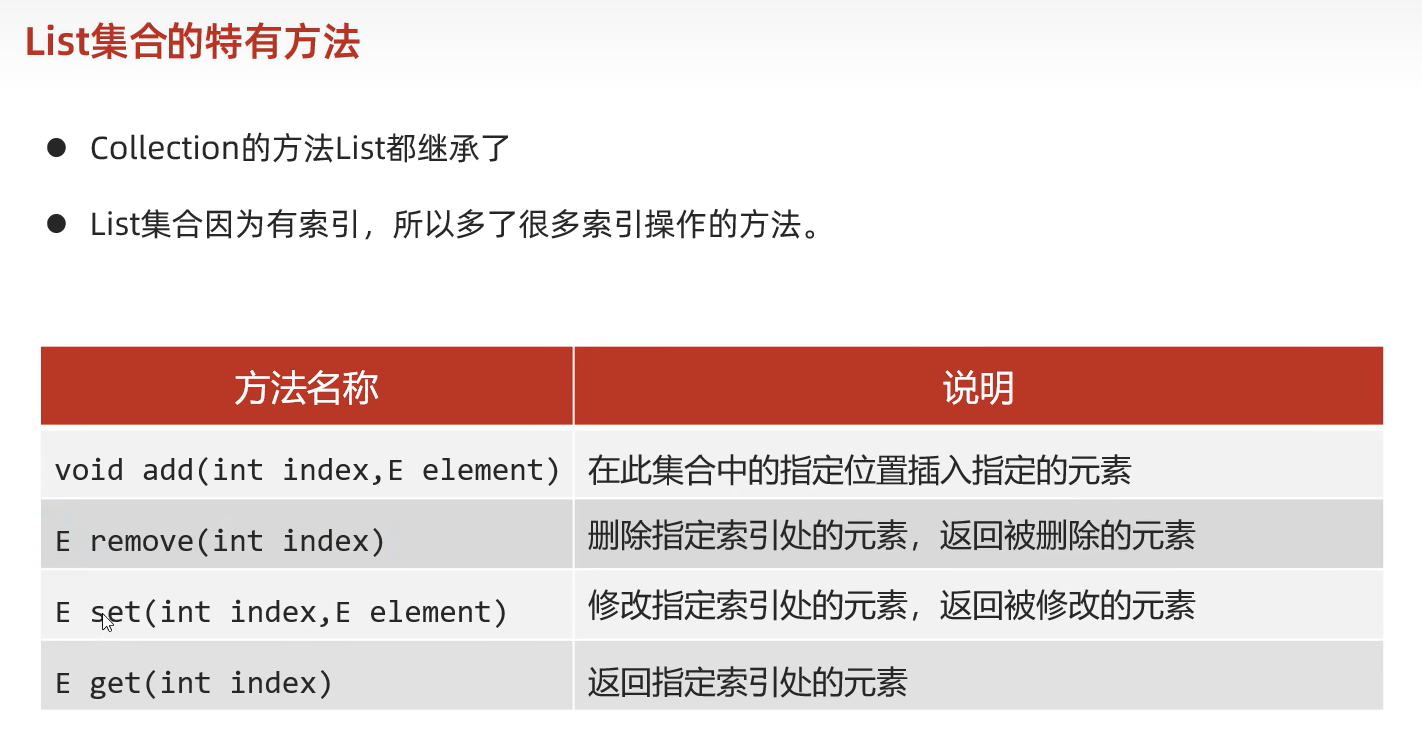 List集合的特有方法
Collection的方法List都继承了
List集合因为有索引，所以多了很多索引操作的方法。
方法名称 说明
void add(int index,E element) 在此集合中的指定位置插入指定的元素
E remove(int index) 删除指定索引处的元素，返回被删除的元素
E set(int index,E element) 修改指定索引处的元素，返回被修改的元素
E get(int index) 返回指定索引处的元素